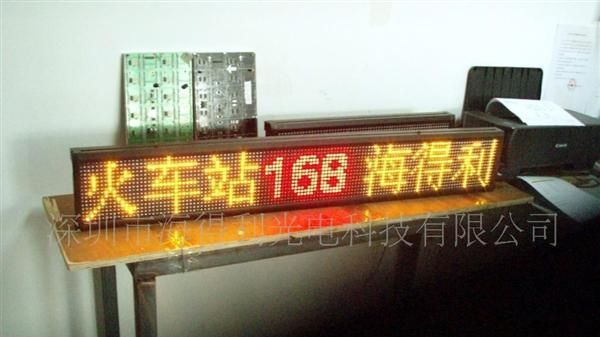 火车站168 海得利
深圳市海得利光电科技有限公司
Canon